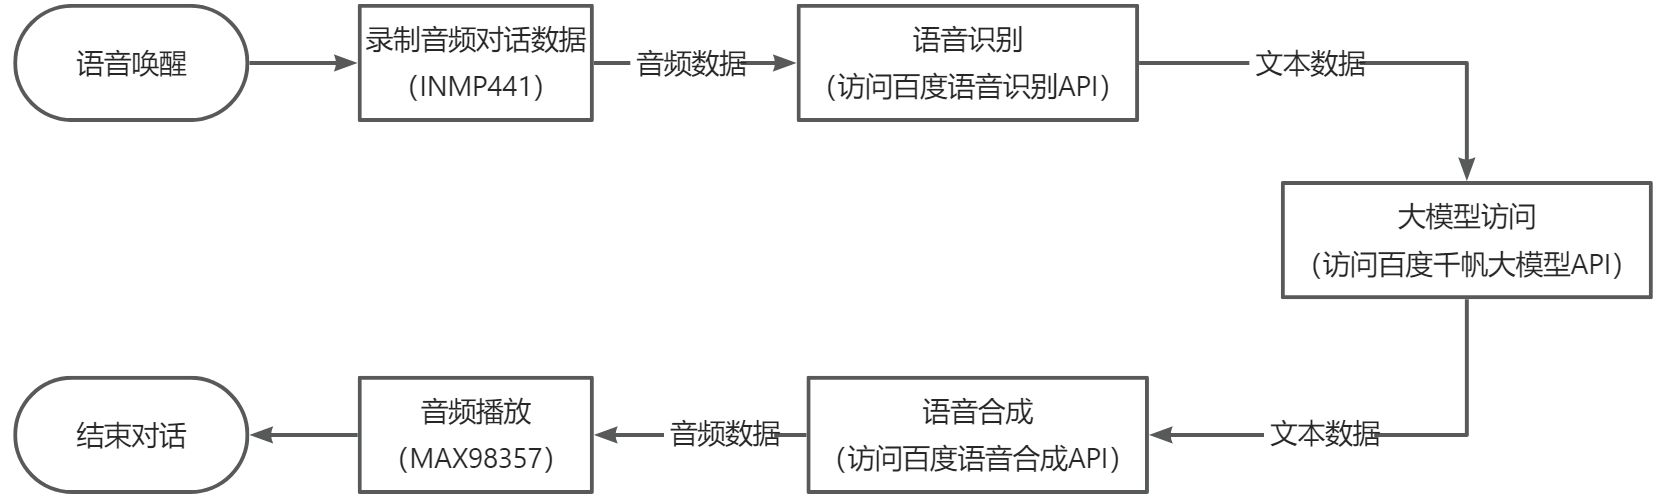 语音唤醒
录制音频对话数据
（INMP441）
音频数据
语音识别
（访问百度语音识别API）
文本数据
大模型访问
（访问百度千帆大模型API）
文本数据
语音合成
（访问百度语音合成API）
音频数据
音频播放
（MAX98357）
结束对话